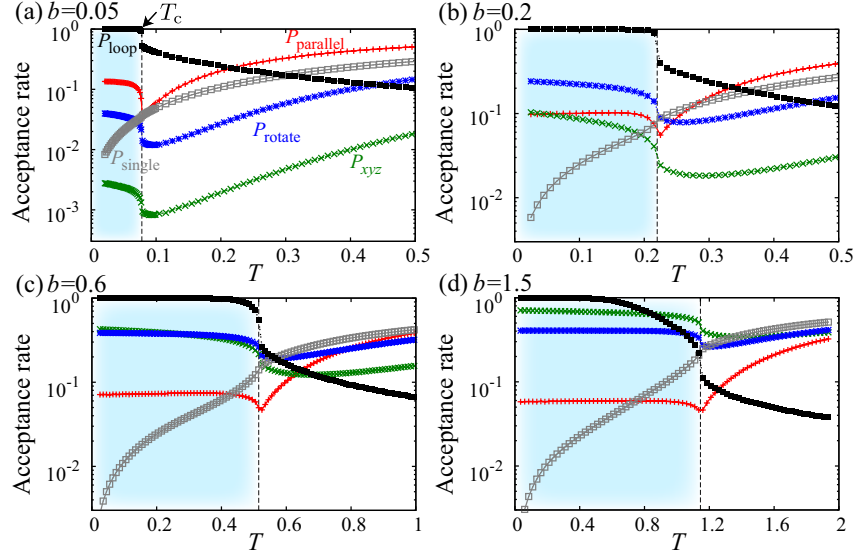 (a) b=0.05
T_c
(b) b=0.2
10^0
10^-1
10^-2
10^-3
Acceptance rate
P_loop
P_parallel
P_rotate
P_single
P_xyz
0 0.1 0.2 0.3 0.4 0.5
T
10^0
10^-1
10^-2
Acceptance rate
0 0.1 0.2 0.3 0.4 0.5
T
(c) b=0.6
(d) b=1.5
10^0
10^-1
10^-2
Acceptance rate
0 0.2 0.4 0.6 0.8 1
T
10^0
10^-1
10^-2
Acceptance rate
0 0.4 0.8 1.2 1.6 2
T